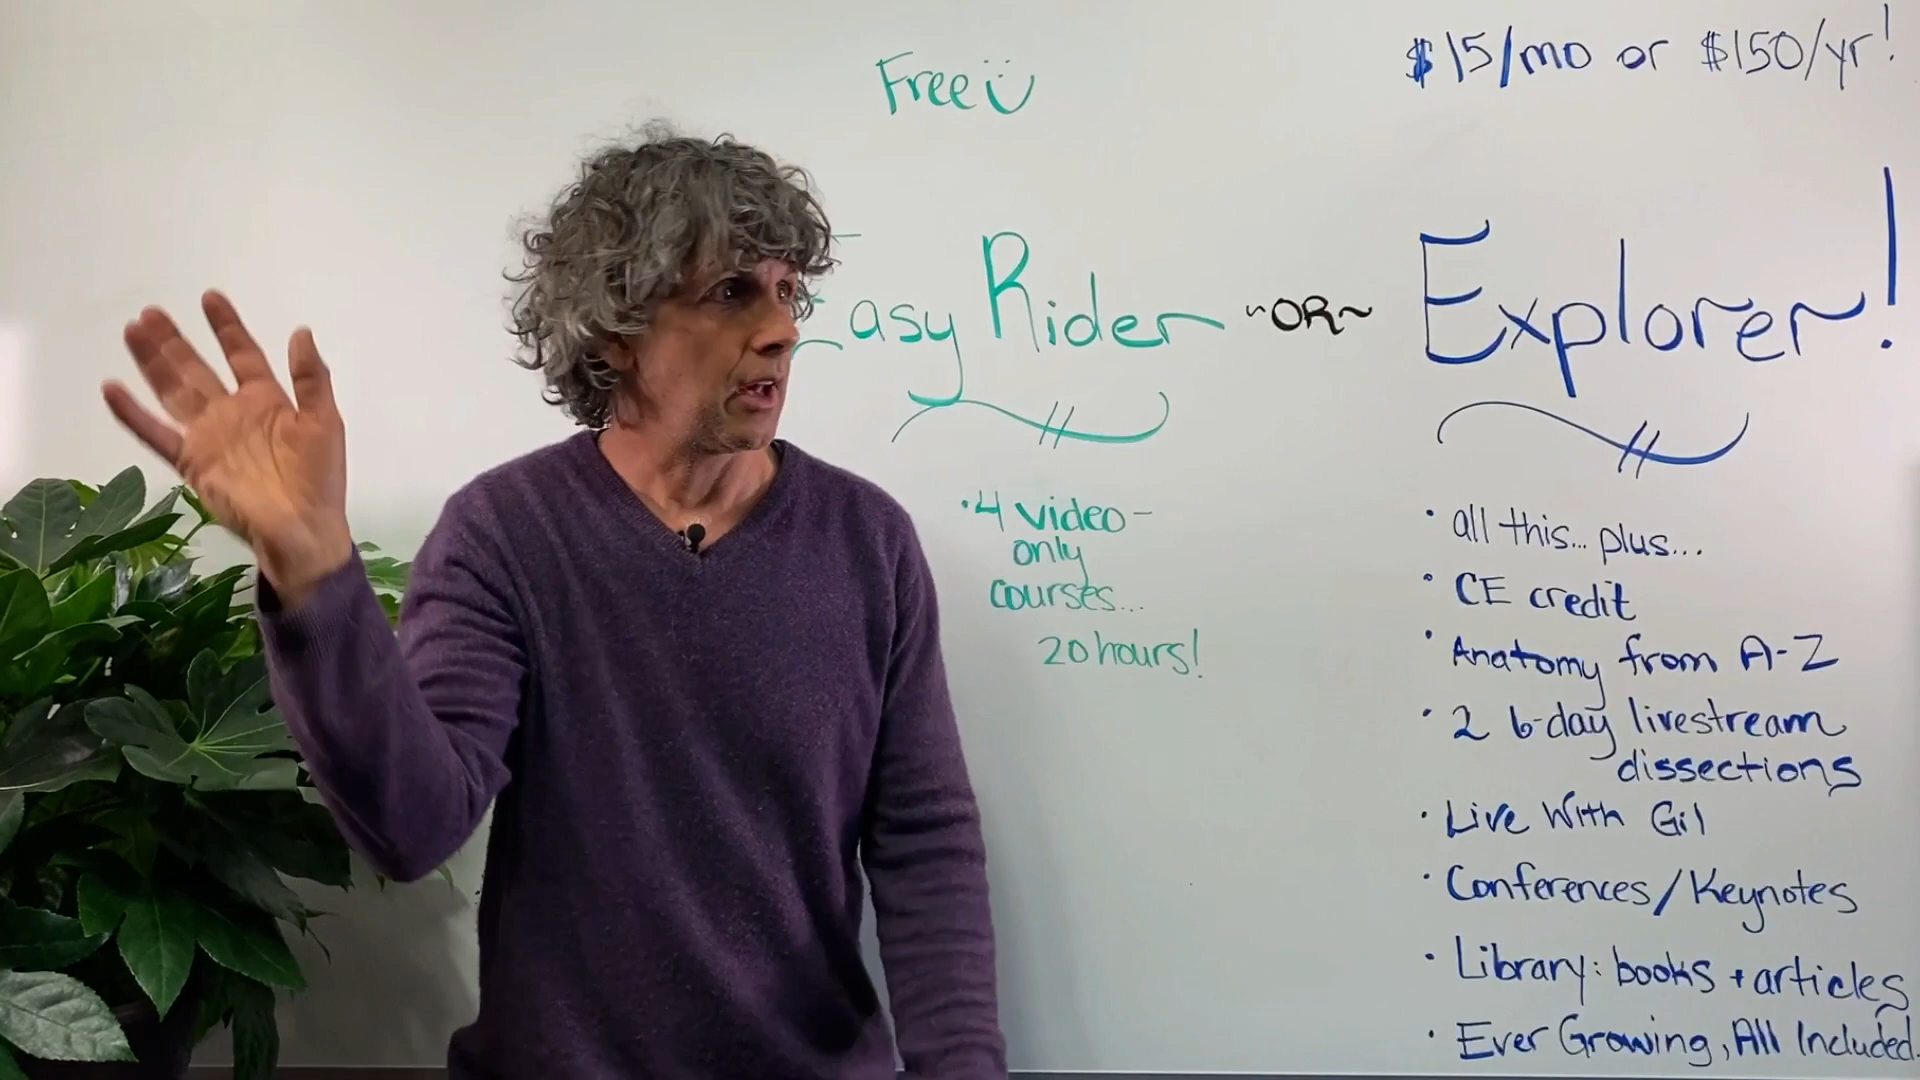 Free
Easy Rider
• 4 video-
only
courses...
20 hours!
~OR~
$15/mo or $150/yr!
Explorer!
• all this... plus...
• CE credit
• Anatomy from A-Z
• 2 6-day livestream
dissections
• Live With Gil
• Conferences/Keynotes
• Library: books + articles
• Ever Growing, All Included.